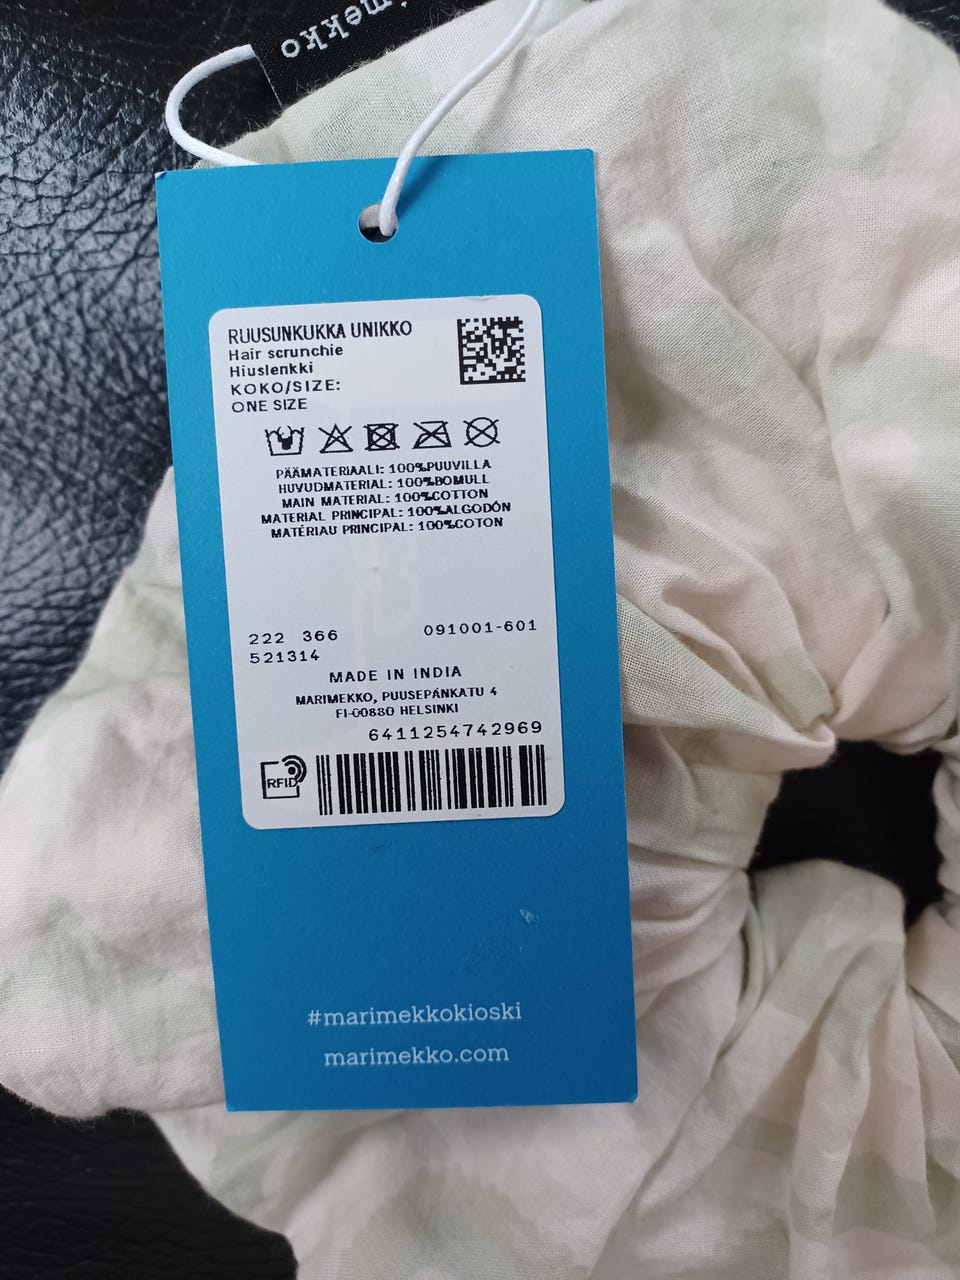 mekko
RUUSUNKUKKA UNIKKO
Hair scrunchie
Hiuslenkki
KOKO/SIZE:
ONE SIZE
PÄÄMATERIAALI: 100%PUUVILLA
HUVUDMATERIAL: 100%BOMULL
MAIN MATERIAL: 100%COTTON
MATERIAL PRINCIPAL: 100%ALGODÓN
MATÉRIAU PRINCIPAL: 100%COTON
222 366 091001-601
521314
MADE IN INDIA
MARIMEKKO, PUUSEPÄNKATU 4
FI-00880 HELSINKI
6411254742969
RFID
#marimekkokioski
marimekko.com